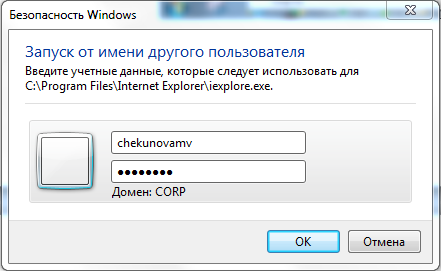 Безопасность Windows
Запуск от имени другого пользователя
Введите учетные данные, которые следует использовать для
C:\Program Files\Internet Explorer\iexplore.exe.
chekunovamv
●●●●●●●●
Домен: CORP
OK
Отмена